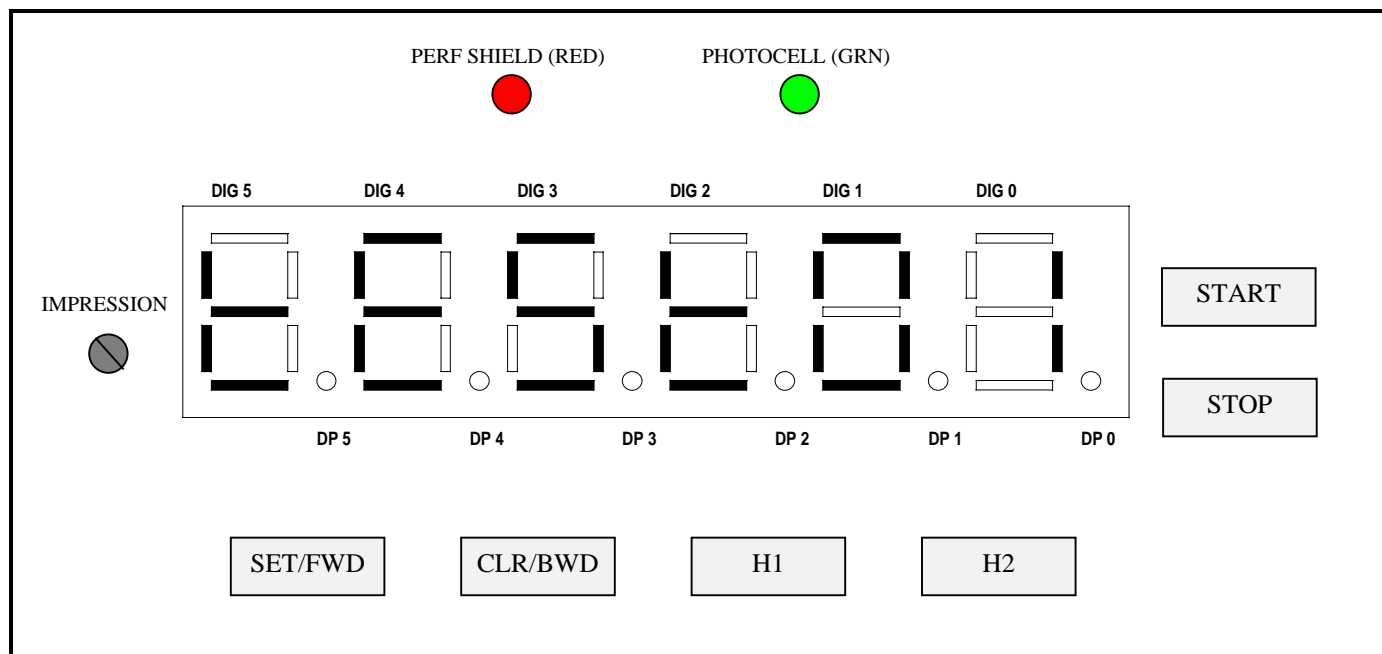 PERF SHIELD (RED) PHOTOCELL (GRN)
DIG 5 DIG 4 DIG 3 DIG 2 DIG 1 DIG 0
tESt01
IMPRESSION
START
STOP
DP 5 DP 4 DP 3 DP 2 DP 1 DP 0
SET/FWD CLR/BWD H1 H2